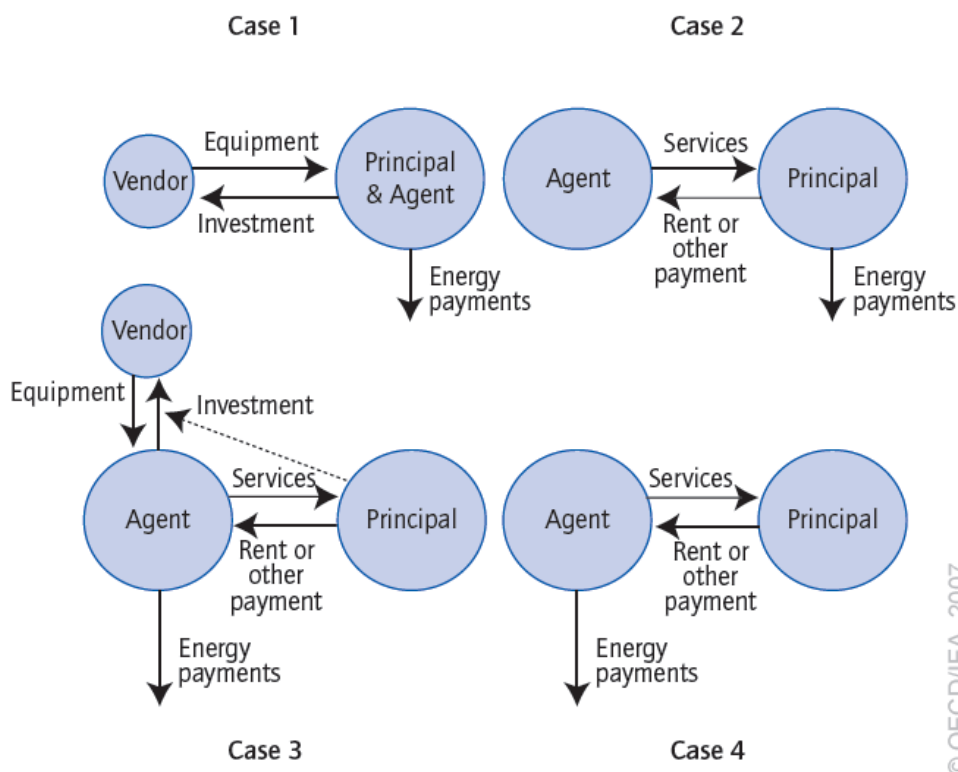 Case 1
Case 2
Equipment
Vendor
Principal
& Agent
Investment
Energy
payments
Services
Agent
Principal
Rent or
other
payment
Energy
payments
Vendor
Equipment
Investment
Services
Agent
Principal
Rent or
other
payment
Energy
payments
Services
Agent
Principal
Rent or
other
payment
Energy
payments
Case 3
Case 4
© OECD/IEA, 2007